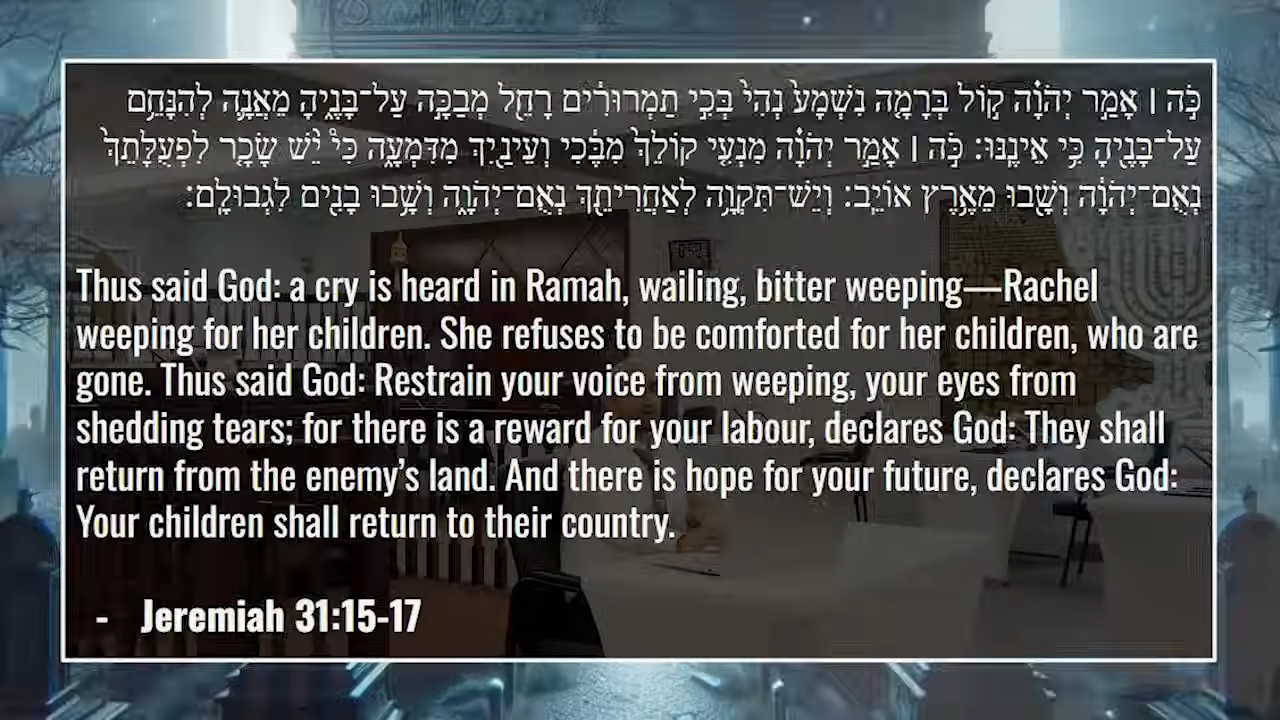 כֹּ֣ה ׀ אָמַ֣ר יְהֹוָ֗ה ק֣וֹל בְּרָמָ֤ה נִשְׁמָע֙ נְהִי֙ בְּכִ֣י תַמְרוּרִ֔ים רָחֵ֖ל מְבַכָּ֣ה עַל־בָּנֶ֑יהָ מֵאֲנָ֛ה לְהִנָּחֵ֥ם
עַל־בָּנֶ֖יהָ כִּ֥י אֵינֶֽנּוּ׃ כֹּ֣ה ׀ אָמַ֣ר יְהֹוָ֗ה מִנְעִ֤י קוֹלֵךְ֙ מִבֶּ֔כִי וְעֵינַ֖יִךְ מִדִּמְעָ֑ה כִּי֩ יֵ֨שׁ שָׂכָ֤ר לִפְעֻלָּתֵךְ֙
נְאֻם־יְהֹוָ֔ה וְשָׁ֖בוּ מֵאֶ֥רֶץ אוֹיֵֽב׃ וְיֵשׁ־תִּקְוָ֥ה לְאַחֲרִיתֵ֖ךְ נְאֻם־יְהֹוָ֑ה וְשָׁ֥בוּ בָנִ֖ים לִגְבוּלָֽם׃
Thus said God: a cry is heard in Ramah, wailing, bitter weeping—Rachel
weeping for her children. She refuses to be comforted for her children, who are
gone. Thus said God: Restrain your voice from weeping, your eyes from
shedding tears; for there is a reward for your labour, declares God: They shall
return from the enemy’s land. And there is hope for your future, declares God:
Your children shall return to their country.
- Jeremiah 31:15-17